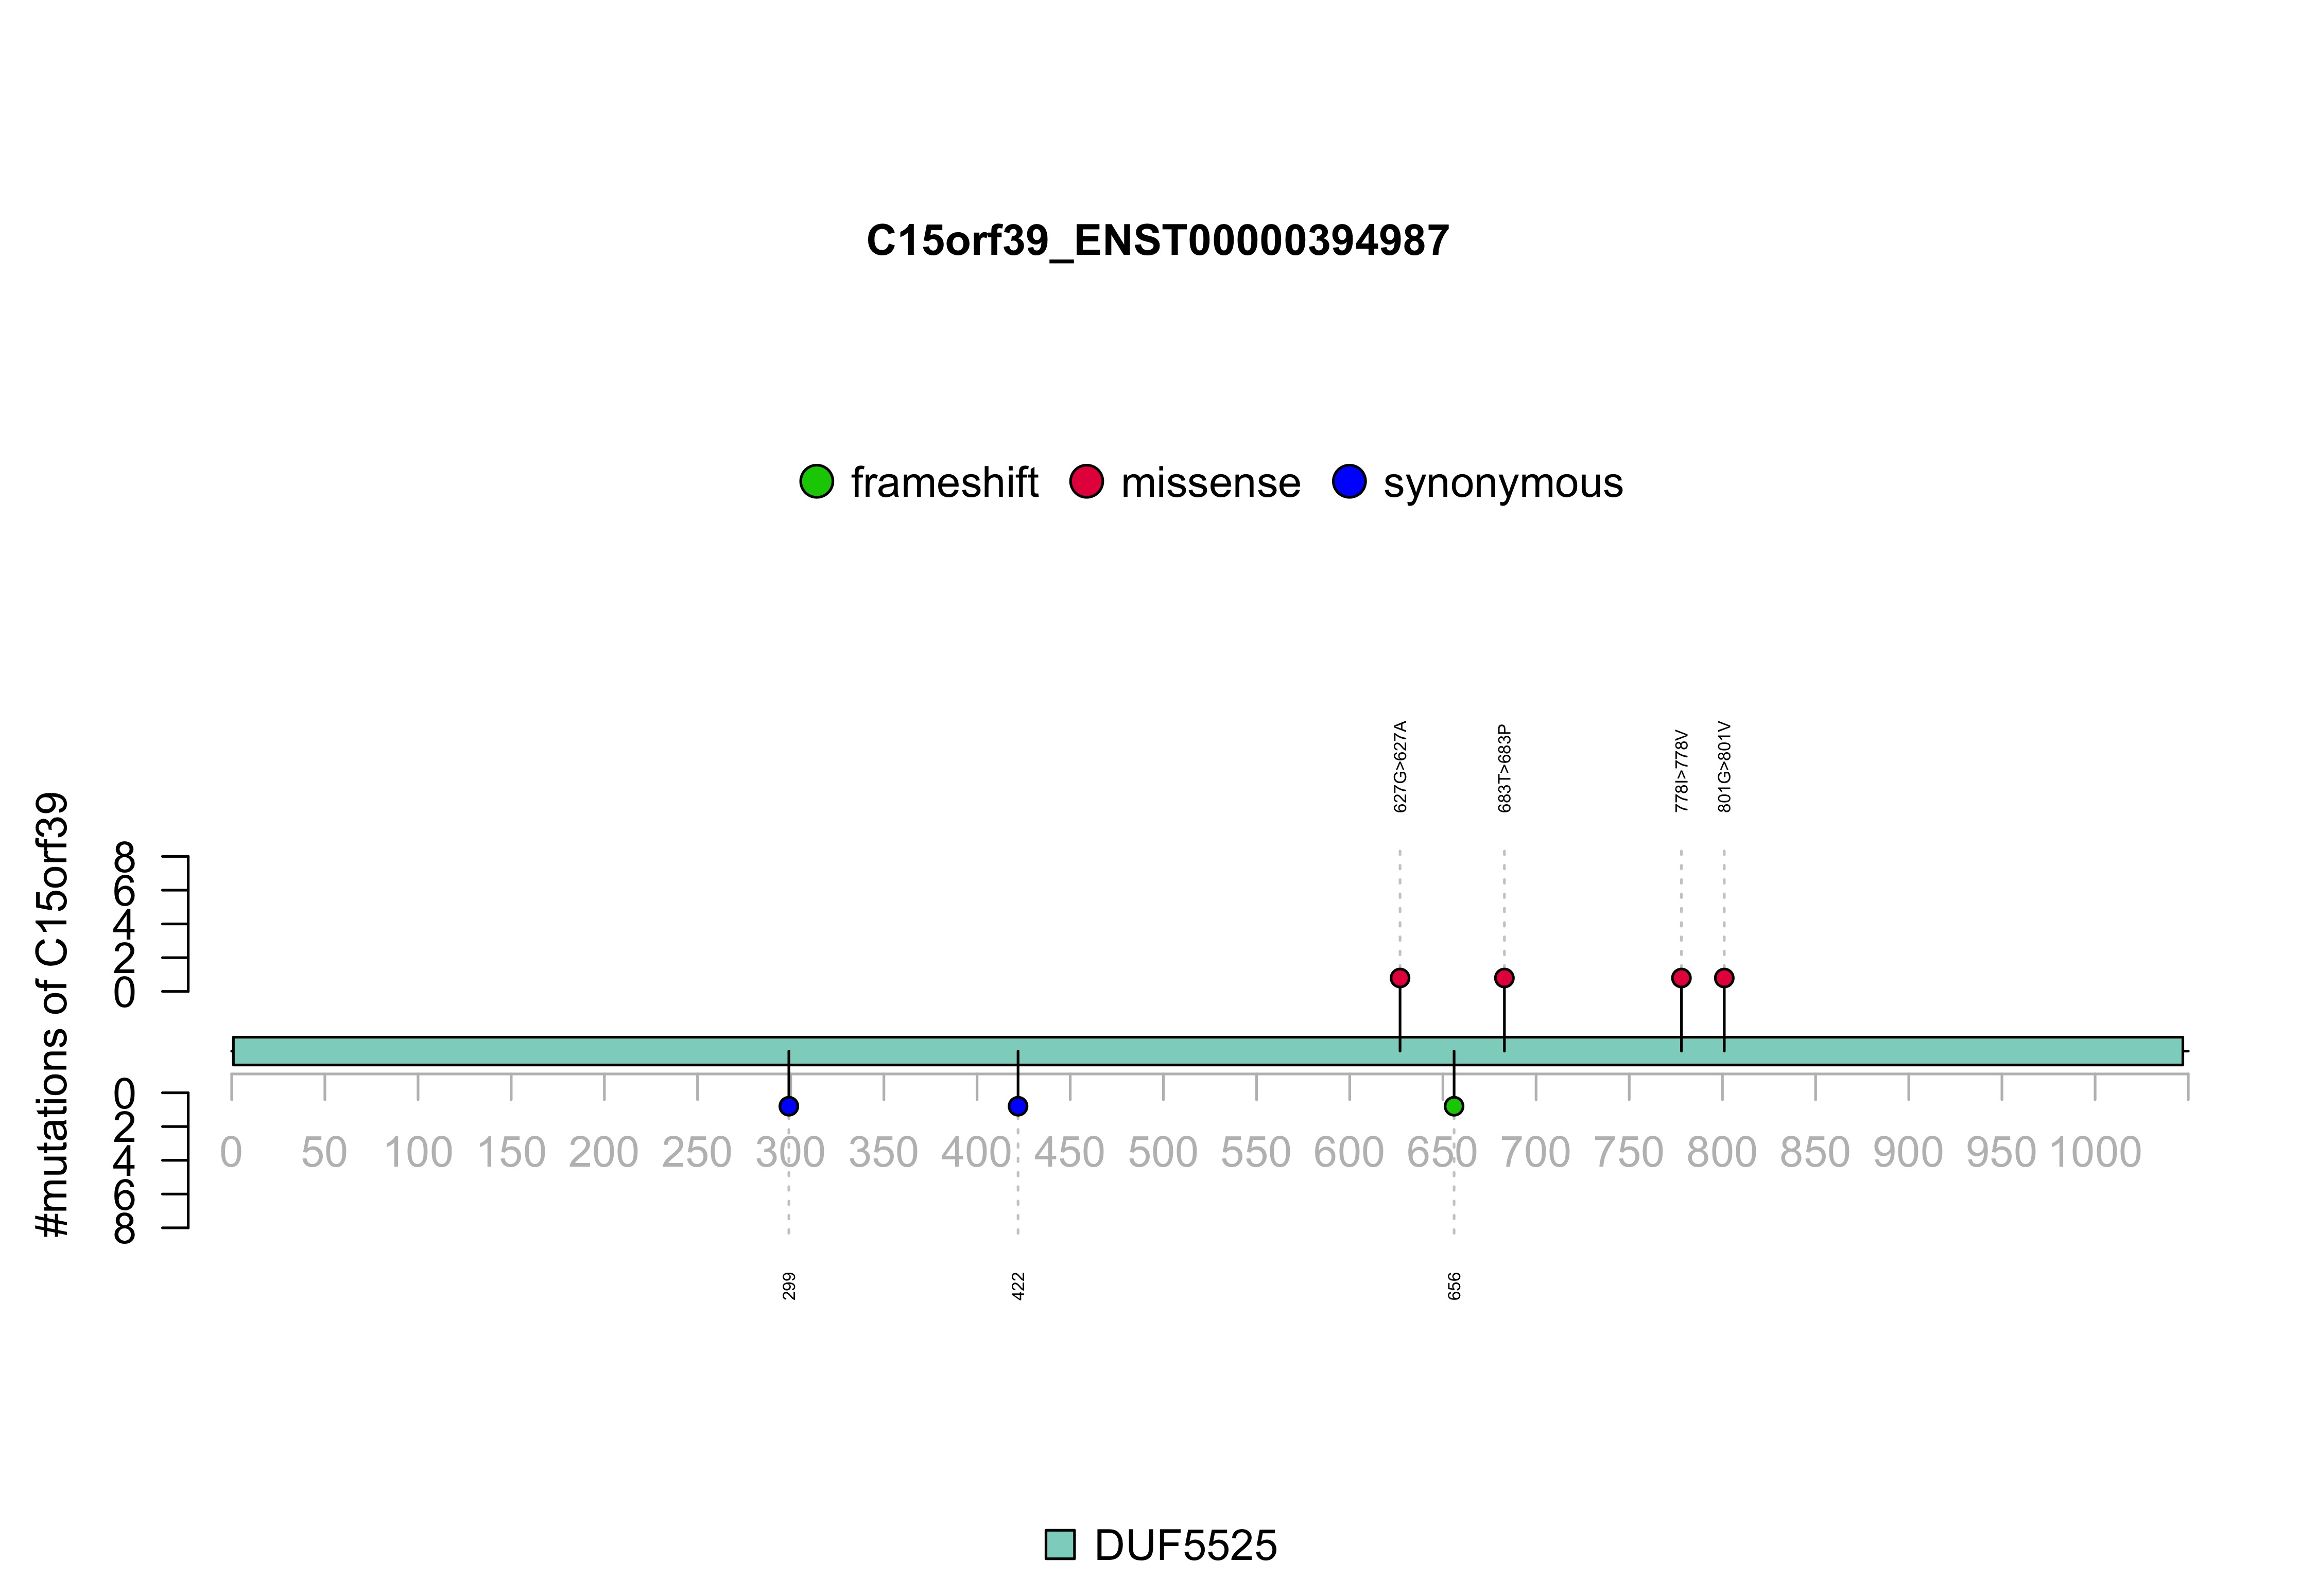 C15orf39_ENST00000394987
frameshift missense synonymous
627G>627A
683T>683P
778I>778V
801G>801V
#mutations of C15orf39
8
6
4
2
0
0
2
4
6
8
0 50 100 150 200 250 300 350 400 450 500 550 600 650 700 750 800 850 900 950 1000
299
422
656
DUF5525